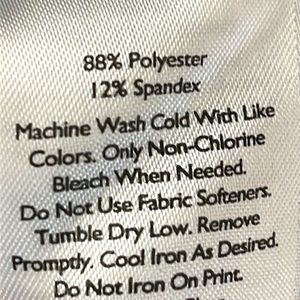 88% Polyester
12% Spandex
Machine Wash Cold With Like
Colors. Only Non-Chlorine
Bleach When Needed.
Do Not Use Fabric Softeners.
Tumble Dry Low. Remove
Promptly. Cool Iron As Desired.
Do Not Iron On Print.